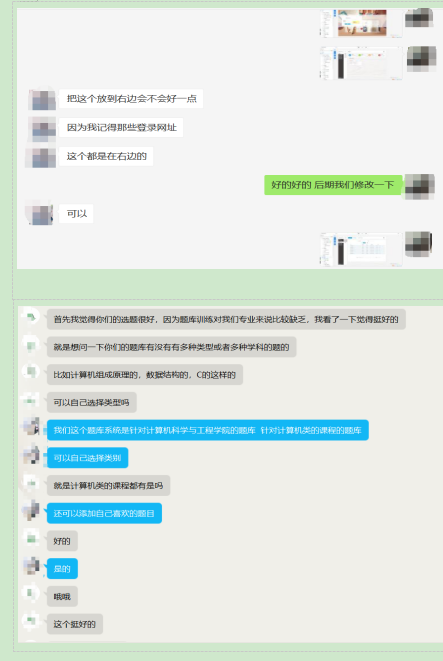 把这个放到右边会不会好一点
因为我记得那些登录网址
这个都是在右边的
好的好的 后期我们修改一下
可以
首先我觉得你们的选题很好，因为题库训练对我们专业来说比较缺乏，我看了一下觉得挺好的
就是想问一下你们的题库有没有有多种类型或者多种学科的题的
比如计算机组成原理的，数据结构的，C的这样的
可以自己选择类型吗
我们这个题库系统是针对计算机科学与工程学院的题库 针对计算机类的课程的题库
可以自己选择类别
就是计算机类的课程都有是吗
还可以添加自己喜欢的题目
好的
是的
哦哦
这个挺好的